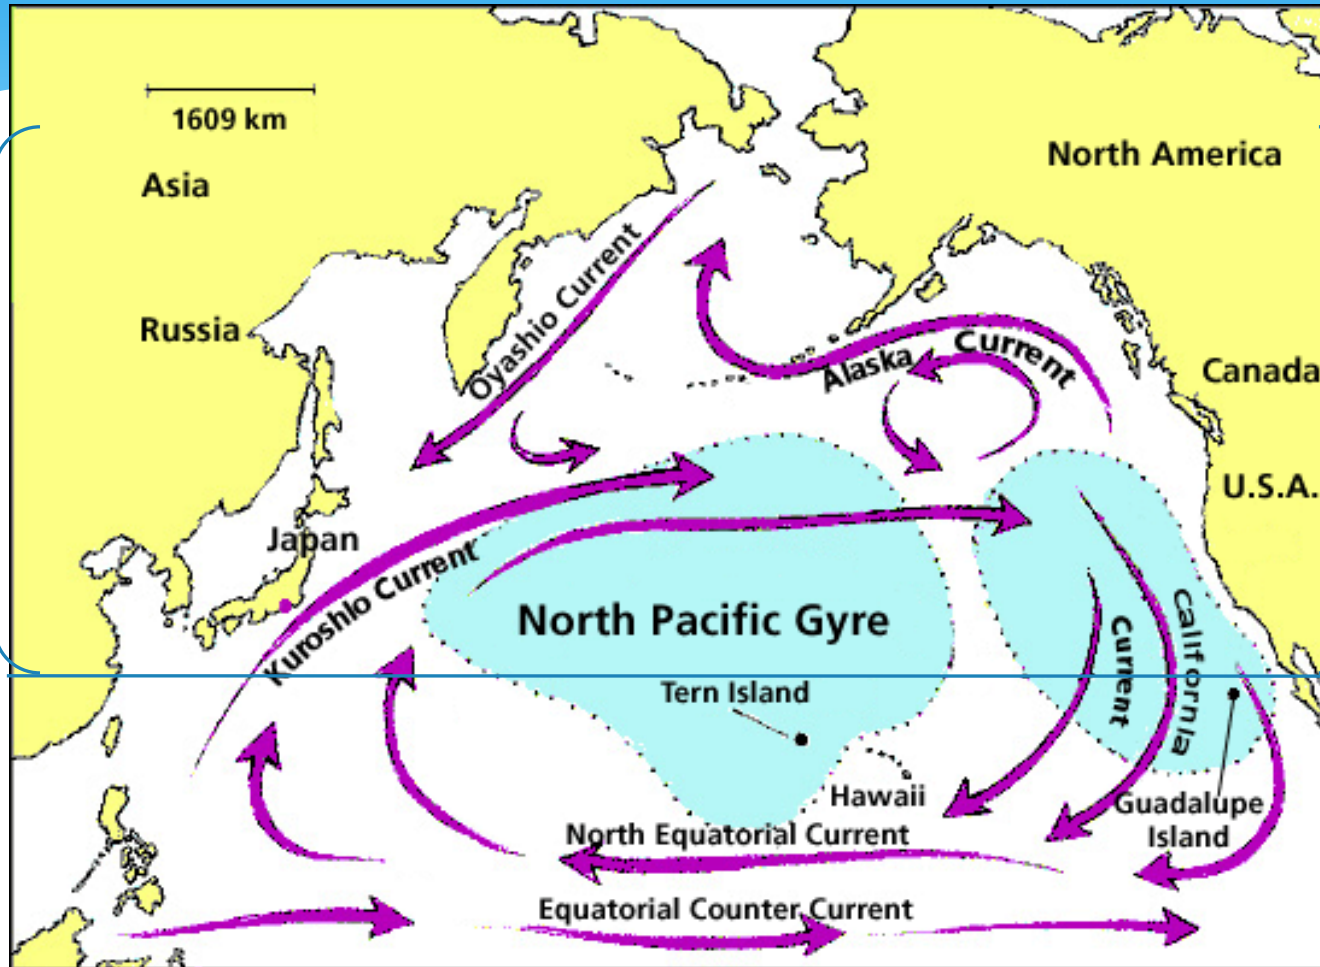 1609 km
Asia
North America
Oyashio Current
Russia
Alaska Current
Canada
U.S.A.
Japan
Kuroshio Current
North Pacific Gyre
California
Current
Tern Island
Hawaii
Guadalupe
Island
North Equatorial Current
Equatorial Counter Current